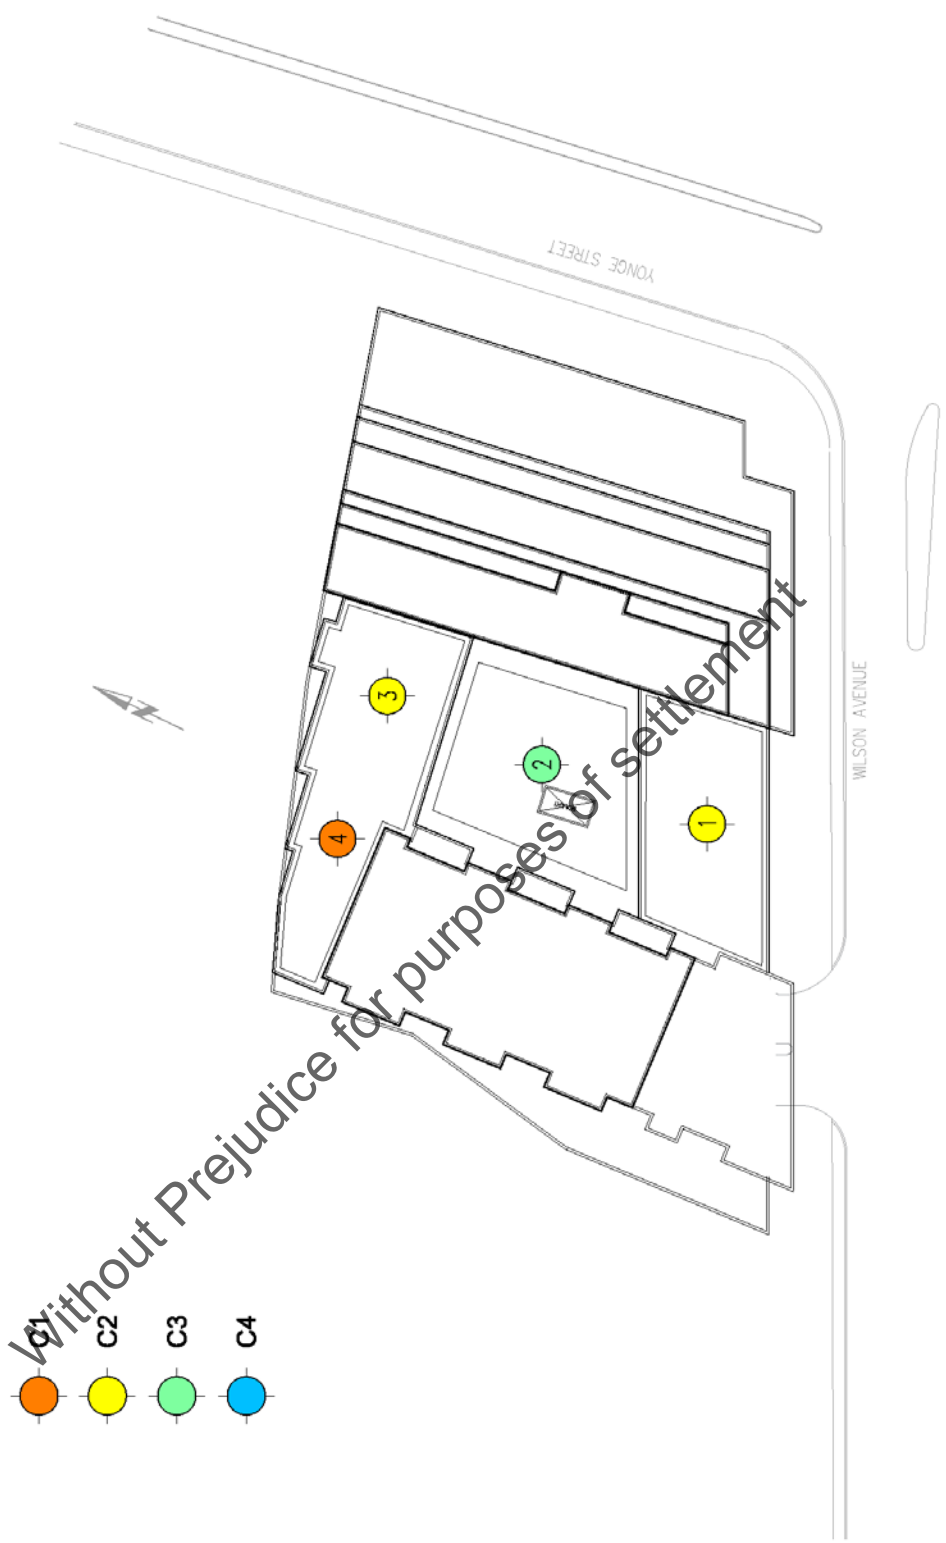 YONGE STREET
N
3
2
4
1
WILSON AVENUE
Without Prejudice for purposes of settlement
C1
C2
C3
C4